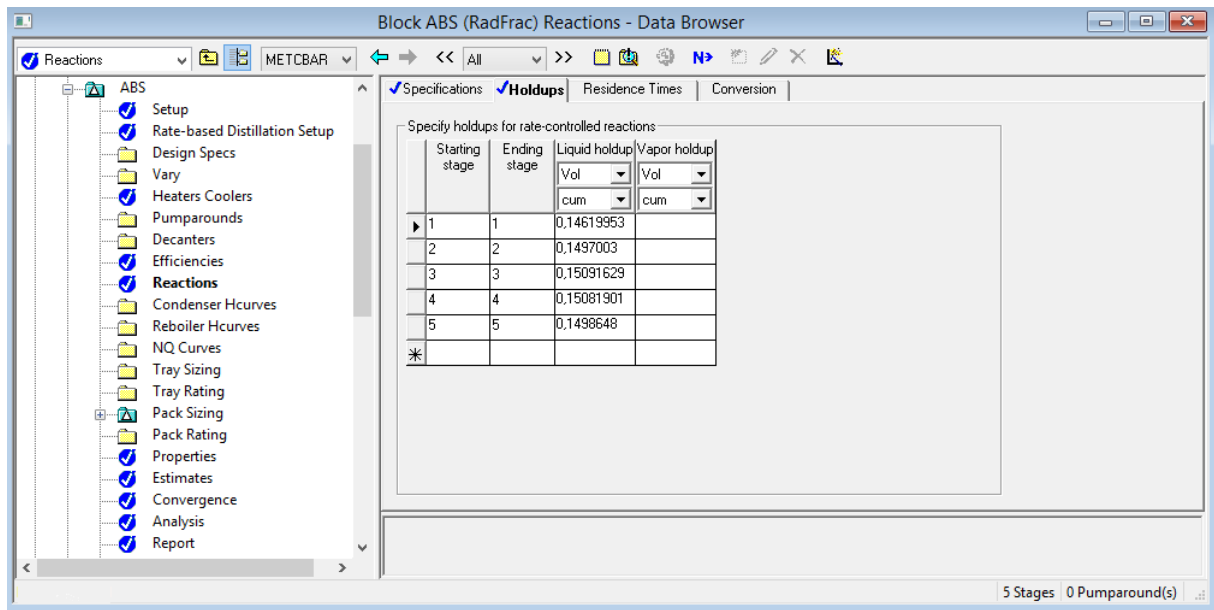 Block ABS (RadFrac) Reactions - Data Browser
Reactions METCBAR << All >> N>
ABS
Setup
Rate-based Distillation Setup
Design Specs
Vary
Heaters Coolers
Pumparounds
Decanters
Efficiencies
Reactions
Condenser Hcurves
Reboiler Hcurves
NQ Curves
Tray Sizing
Tray Rating
Pack Sizing
Pack Rating
Properties
Estimates
Convergence
Analysis
Report
Specifications Holdups Residence Times Conversion
Specify holdups for rate-controlled reactions
Starting stage Ending stage Liquid holdup Vapor holdup
Vol Vol
cum cum
1 1 0,14619953
2 2 0,1497003
3 3 0,15091629
4 4 0,15081901
5 5 0,1498648
5 Stages 0 Pumparound(s)